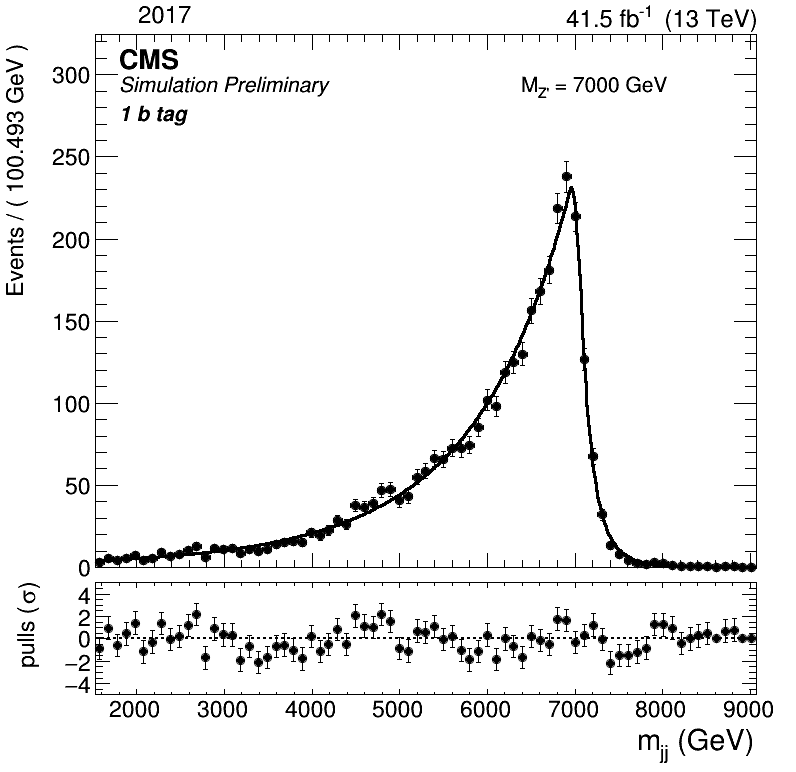 2017
41.5 fb⁻¹ (13 TeV)
CMS
Simulation Preliminary
1 b tag
M_Z' = 7000 GeV
Events / ( 100.493 GeV )
300
250
200
150
100
50
0
pulls (σ)
4
2
0
−2
−4
2000 3000 4000 5000 6000 7000 8000 9000
m_jj (GeV)